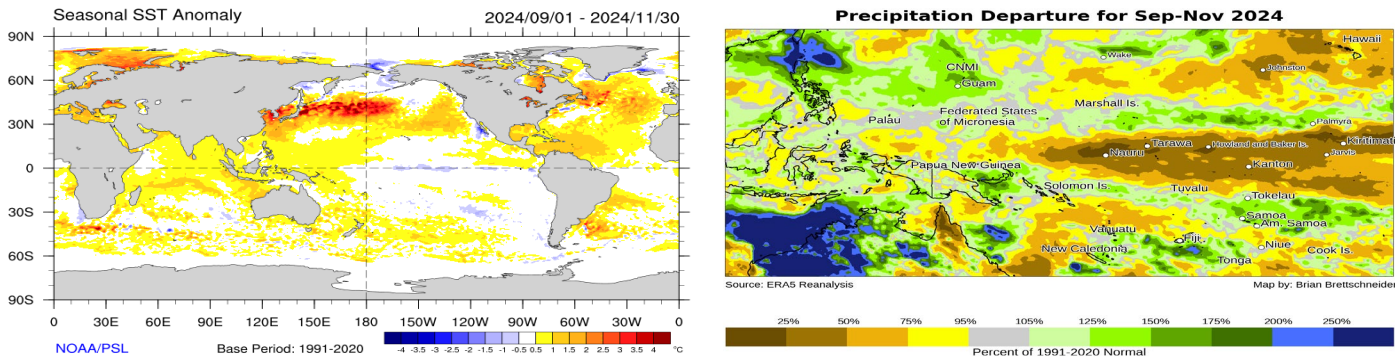 Seasonal SST Anomaly
2024/09/01 - 2024/11/30
90N
60N
30N
0
30S
60S
90S
0 30E 60E 90E 120E 150E 180 150W 120W 90W 60W 30W 0
NOAA/PSL
Base Period: 1991-2020
-4 -3.5 -3 -2.5 -2 -1.5 -1 -0.5 0.5 1 1.5 2 2.5 3 3.5 4 °C
Precipitation Departure for Sep-Nov 2024
Hawaii
Wake
CNMI
Johnston
Guam
Marshall Is.
Federated States
of Micronesia
Palau
Palmyra
Kiritimati
Tarawa
Howland and Baker Is.
Nauru
Jarvis
Papua New Guinea
Kanton
Solomon Is.
Tuvalu
Tokelau
Samoa
Am. Samoa
Vanuatu
Fiji
New Caledonia
Niue
Cook Is.
Tonga
Source: ERA5 Reanalysis
Map by: Brian Brettschneider
25% 50% 75% 95% 105% 125% 150% 175% 200% 250%
Percent of 1991-2020 Normal